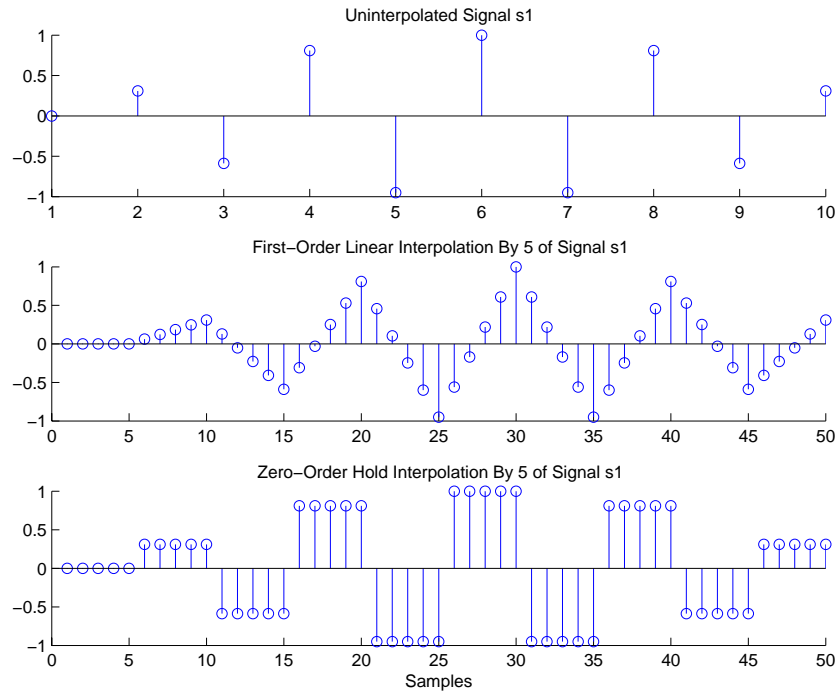 Uninterpolated Signal s1
1
0.5
0
−0.5
−1
1 2 3 4 5 6 7 8 9 10
First−Order Linear Interpolation By 5 of Signal s1
1
0.5
0
−0.5
−1
0 5 10 15 20 25 30 35 40 45 50
Zero−Order Hold Interpolation By 5 of Signal s1
1
0.5
0
−0.5
−1
0 5 10 15 20 25 30 35 40 45 50
Samples